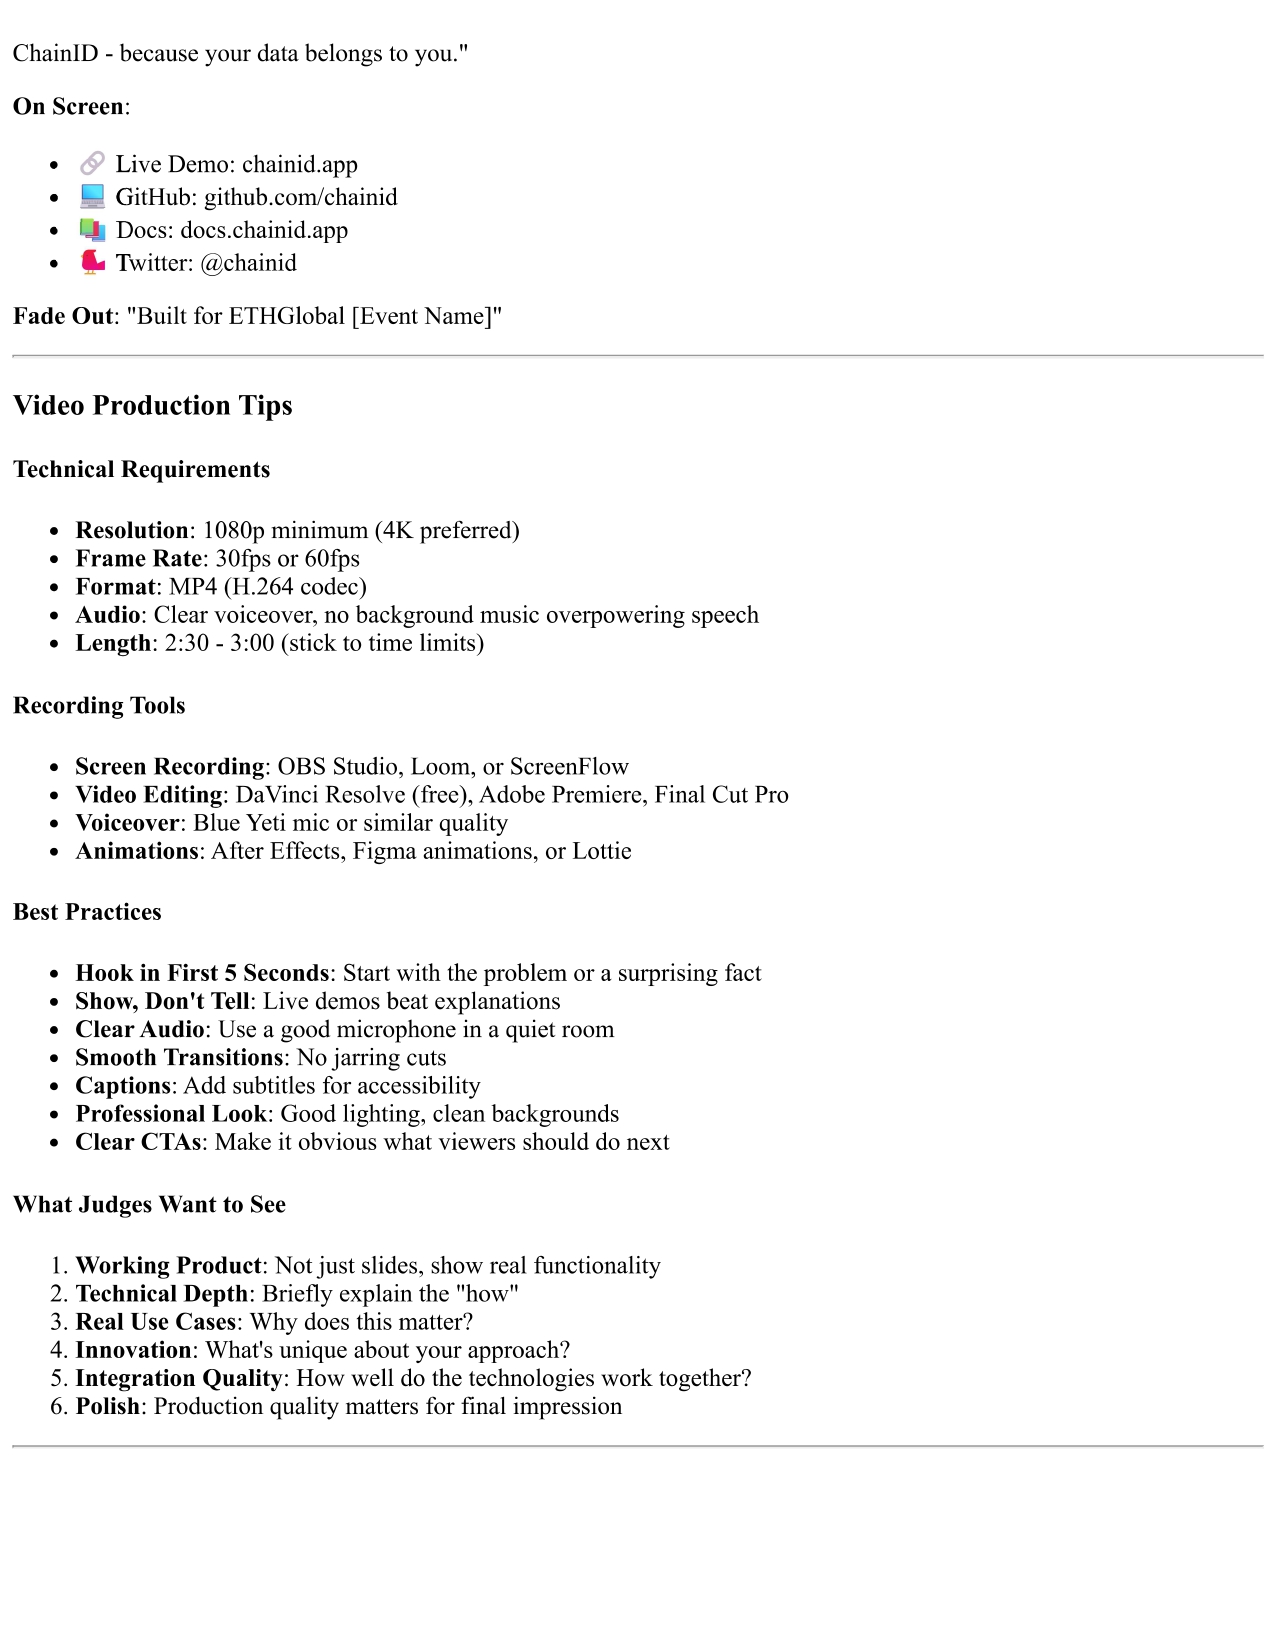 ChainID - because your data belongs to you."
On Screen:
• 🔗 Live Demo: chainid.app
• 💻 GitHub: github.com/chainid
• 📚 Docs: docs.chainid.app
• 🐦 Twitter: @chainid
Fade Out: "Built for ETHGlobal [Event Name]"
Video Production Tips
Technical Requirements
• Resolution: 1080p minimum (4K preferred)
• Frame Rate: 30fps or 60fps
• Format: MP4 (H.264 codec)
• Audio: Clear voiceover, no background music overpowering speech
• Length: 2:30 - 3:00 (stick to time limits)
Recording Tools
• Screen Recording: OBS Studio, Loom, or ScreenFlow
• Video Editing: DaVinci Resolve (free), Adobe Premiere, Final Cut Pro
• Voiceover: Blue Yeti mic or similar quality
• Animations: After Effects, Figma animations, or Lottie
Best Practices
• Hook in First 5 Seconds: Start with the problem or a surprising fact
• Show, Don't Tell: Live demos beat explanations
• Clear Audio: Use a good microphone in a quiet room
• Smooth Transitions: No jarring cuts
• Captions: Add subtitles for accessibility
• Professional Look: Good lighting, clean backgrounds
• Clear CTAs: Make it obvious what viewers should do next
What Judges Want to See
1. Working Product: Not just slides, show real functionality
2. Technical Depth: Briefly explain the "how"
3. Real Use Cases: Why does this matter?
4. Innovation: What's unique about your approach?
5. Integration Quality: How well do the technologies work together?
6. Polish: Production quality matters for final impression